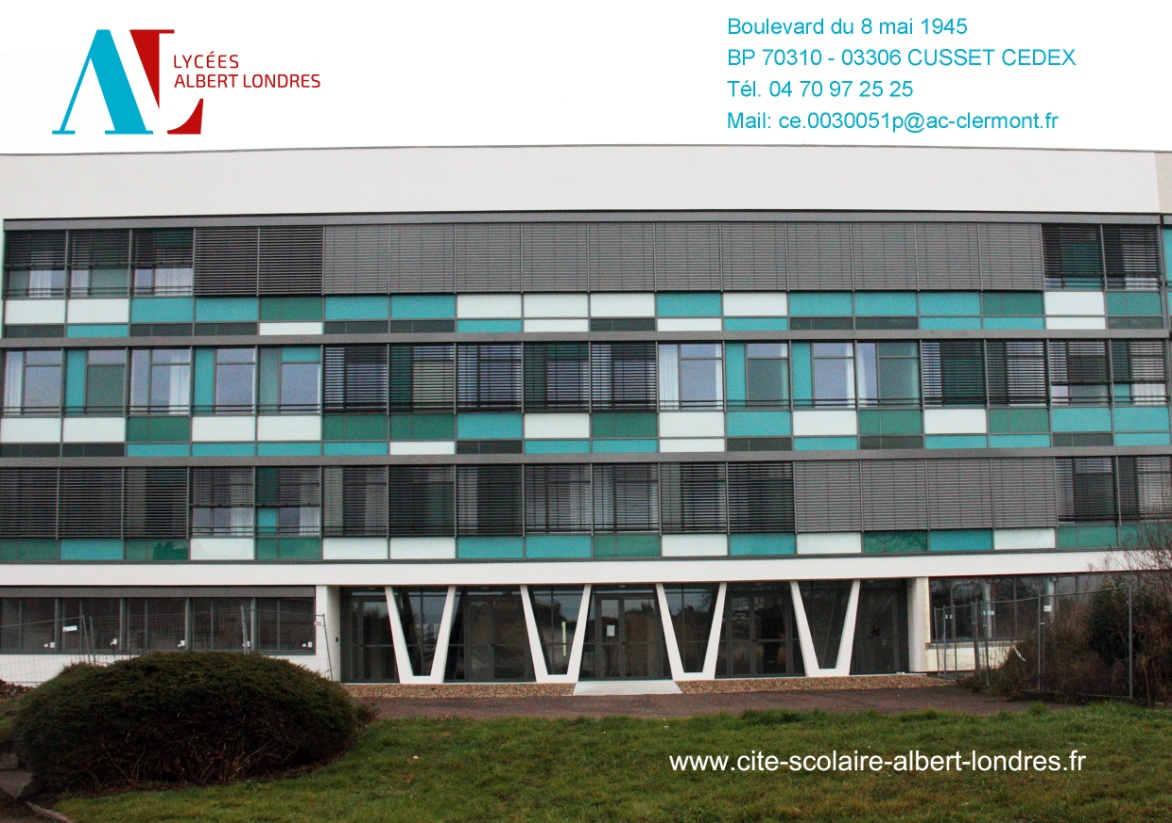 LYCÉES
ALBERT LONDRES
Boulevard du 8 mai 1945
BP 70310 - 03306 CUSSET CEDEX
Tél. 04 70 97 25 25
Mail: ce.0030051p@ac-clermont.fr
www.cite-scolaire-albert-londres.fr